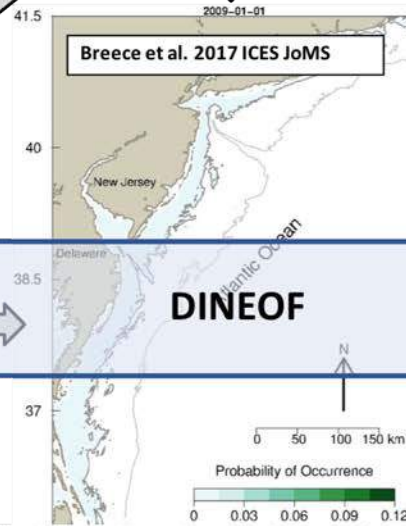 2009-01-01
41.5
Breece et al. 2017 ICES JoMS
40
New Jersey
Delaware
38.5
Atlantic Ocean
DINEOF
N
37
0 50 100 150 km
Probability of Occurrence
0 0.03 0.06 0.09 0.12